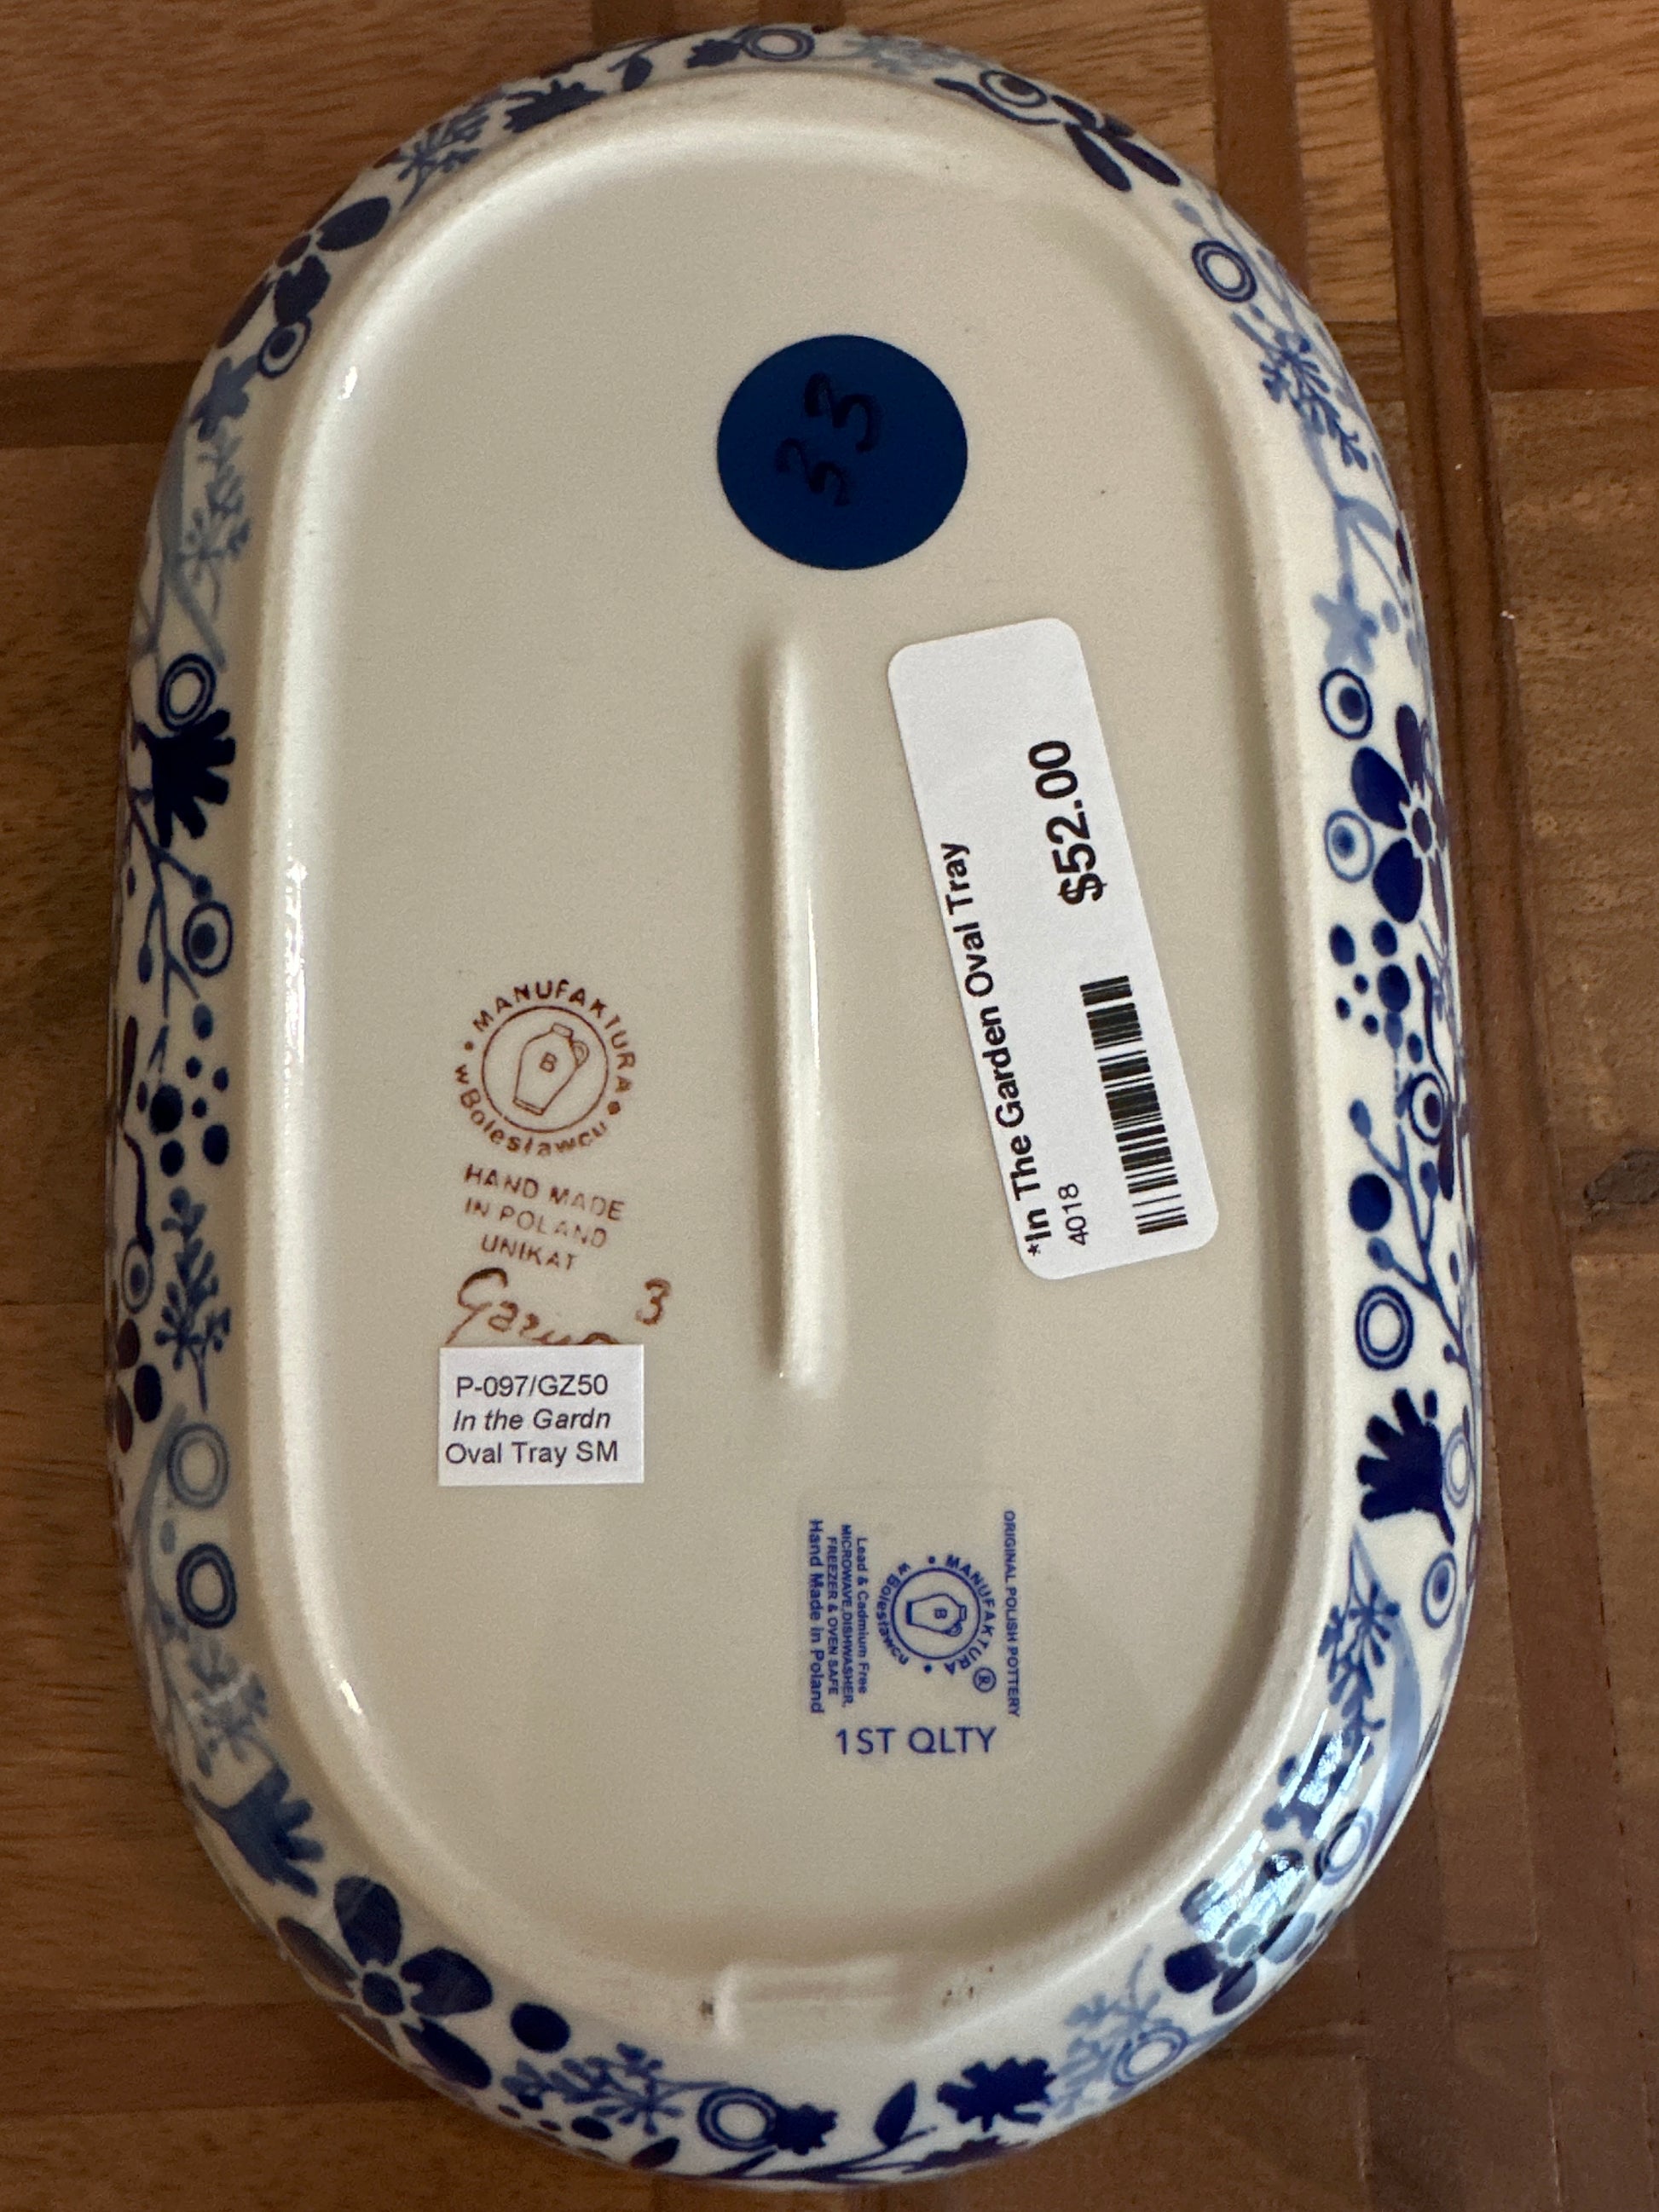 33
*In The Garden Oval Tray
4018
$52.00
MANUFAKTURA
w Bolesławcu
B
HAND MADE
IN POLAND
UNIKAT
3
P-097/GZ50
In the Gardn
Oval Tray SM
ORIGINAL POLISH POTTERY
MANUFAKTURA ®
w Bolesławcu
B
Lead & Cadmium Free
MICROWAVE,DISHWASHER,
FREEZER & OVEN SAFE
Hand Made in Poland
1ST QLTY